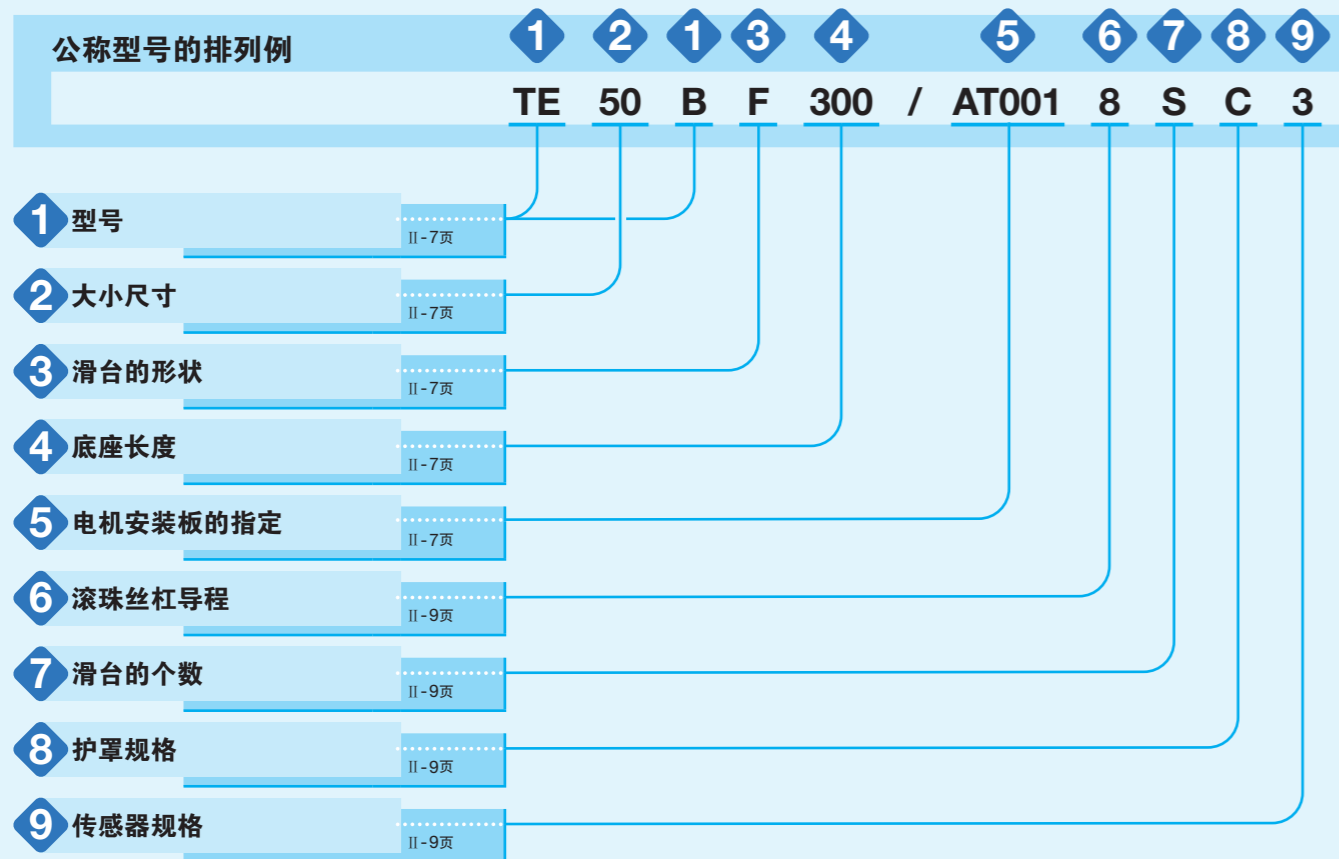 公称型号的排列例
1 2 1 3 4 5 6 7 8 9
TE 50 B F 300 / AT001 8 S C 3
1 型号 Ⅱ-7页
2 大小尺寸 Ⅱ-7页
3 滑台的形状 Ⅱ-7页
4 底座长度 Ⅱ-7页
5 电机安装板的指定 Ⅱ-7页
6 滚珠丝杠导程 Ⅱ-9页
7 滑台的个数 Ⅱ-9页
8 护罩规格 Ⅱ-9页
9 传感器规格 Ⅱ-9页